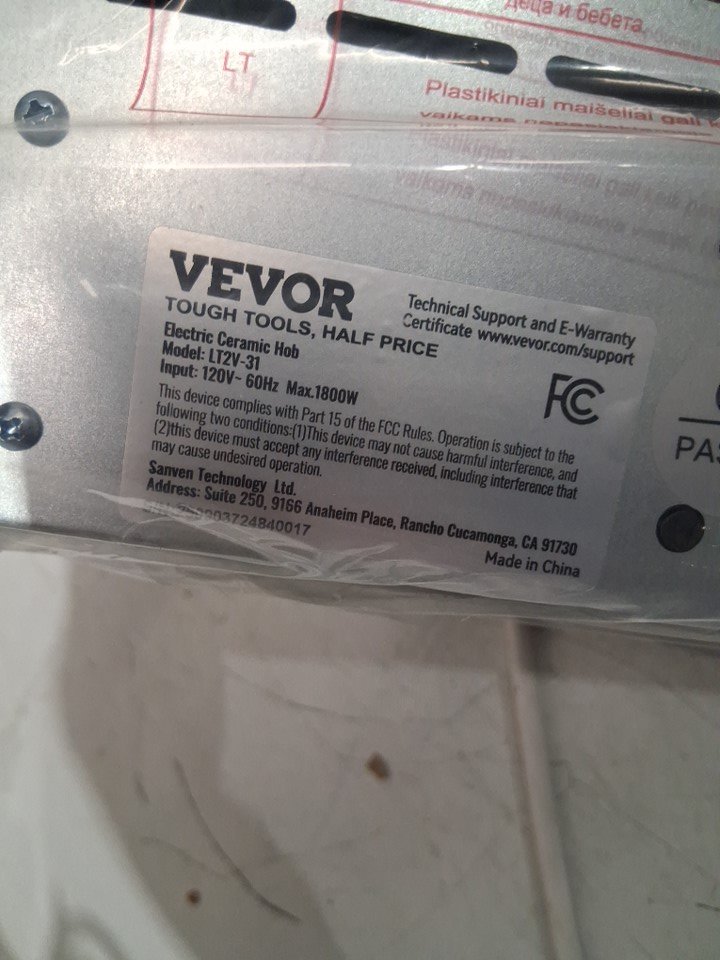 деца и бебета.
LT
Plastikiniai maišeliai gali
VEVOR
TOUGH TOOLS, HALF PRICE
Technical Support and E-Warranty
Certificate www.vevor.com/support
Electric Ceramic Hob
Model: LT2V-31
Input: 120V~ 60Hz Max.1800W
FC
This device complies with Part 15 of the FCC Rules. Operation is subject to the
following two conditions:(1)This device may not cause harmful interference, and
(2)this device must accept any interference received, including interference that
may cause undesired operation.
Sanven Technology Ltd.
Address: Suite 250, 9166 Anaheim Place, Rancho Cucamonga, CA 91730
Made in China
PAS